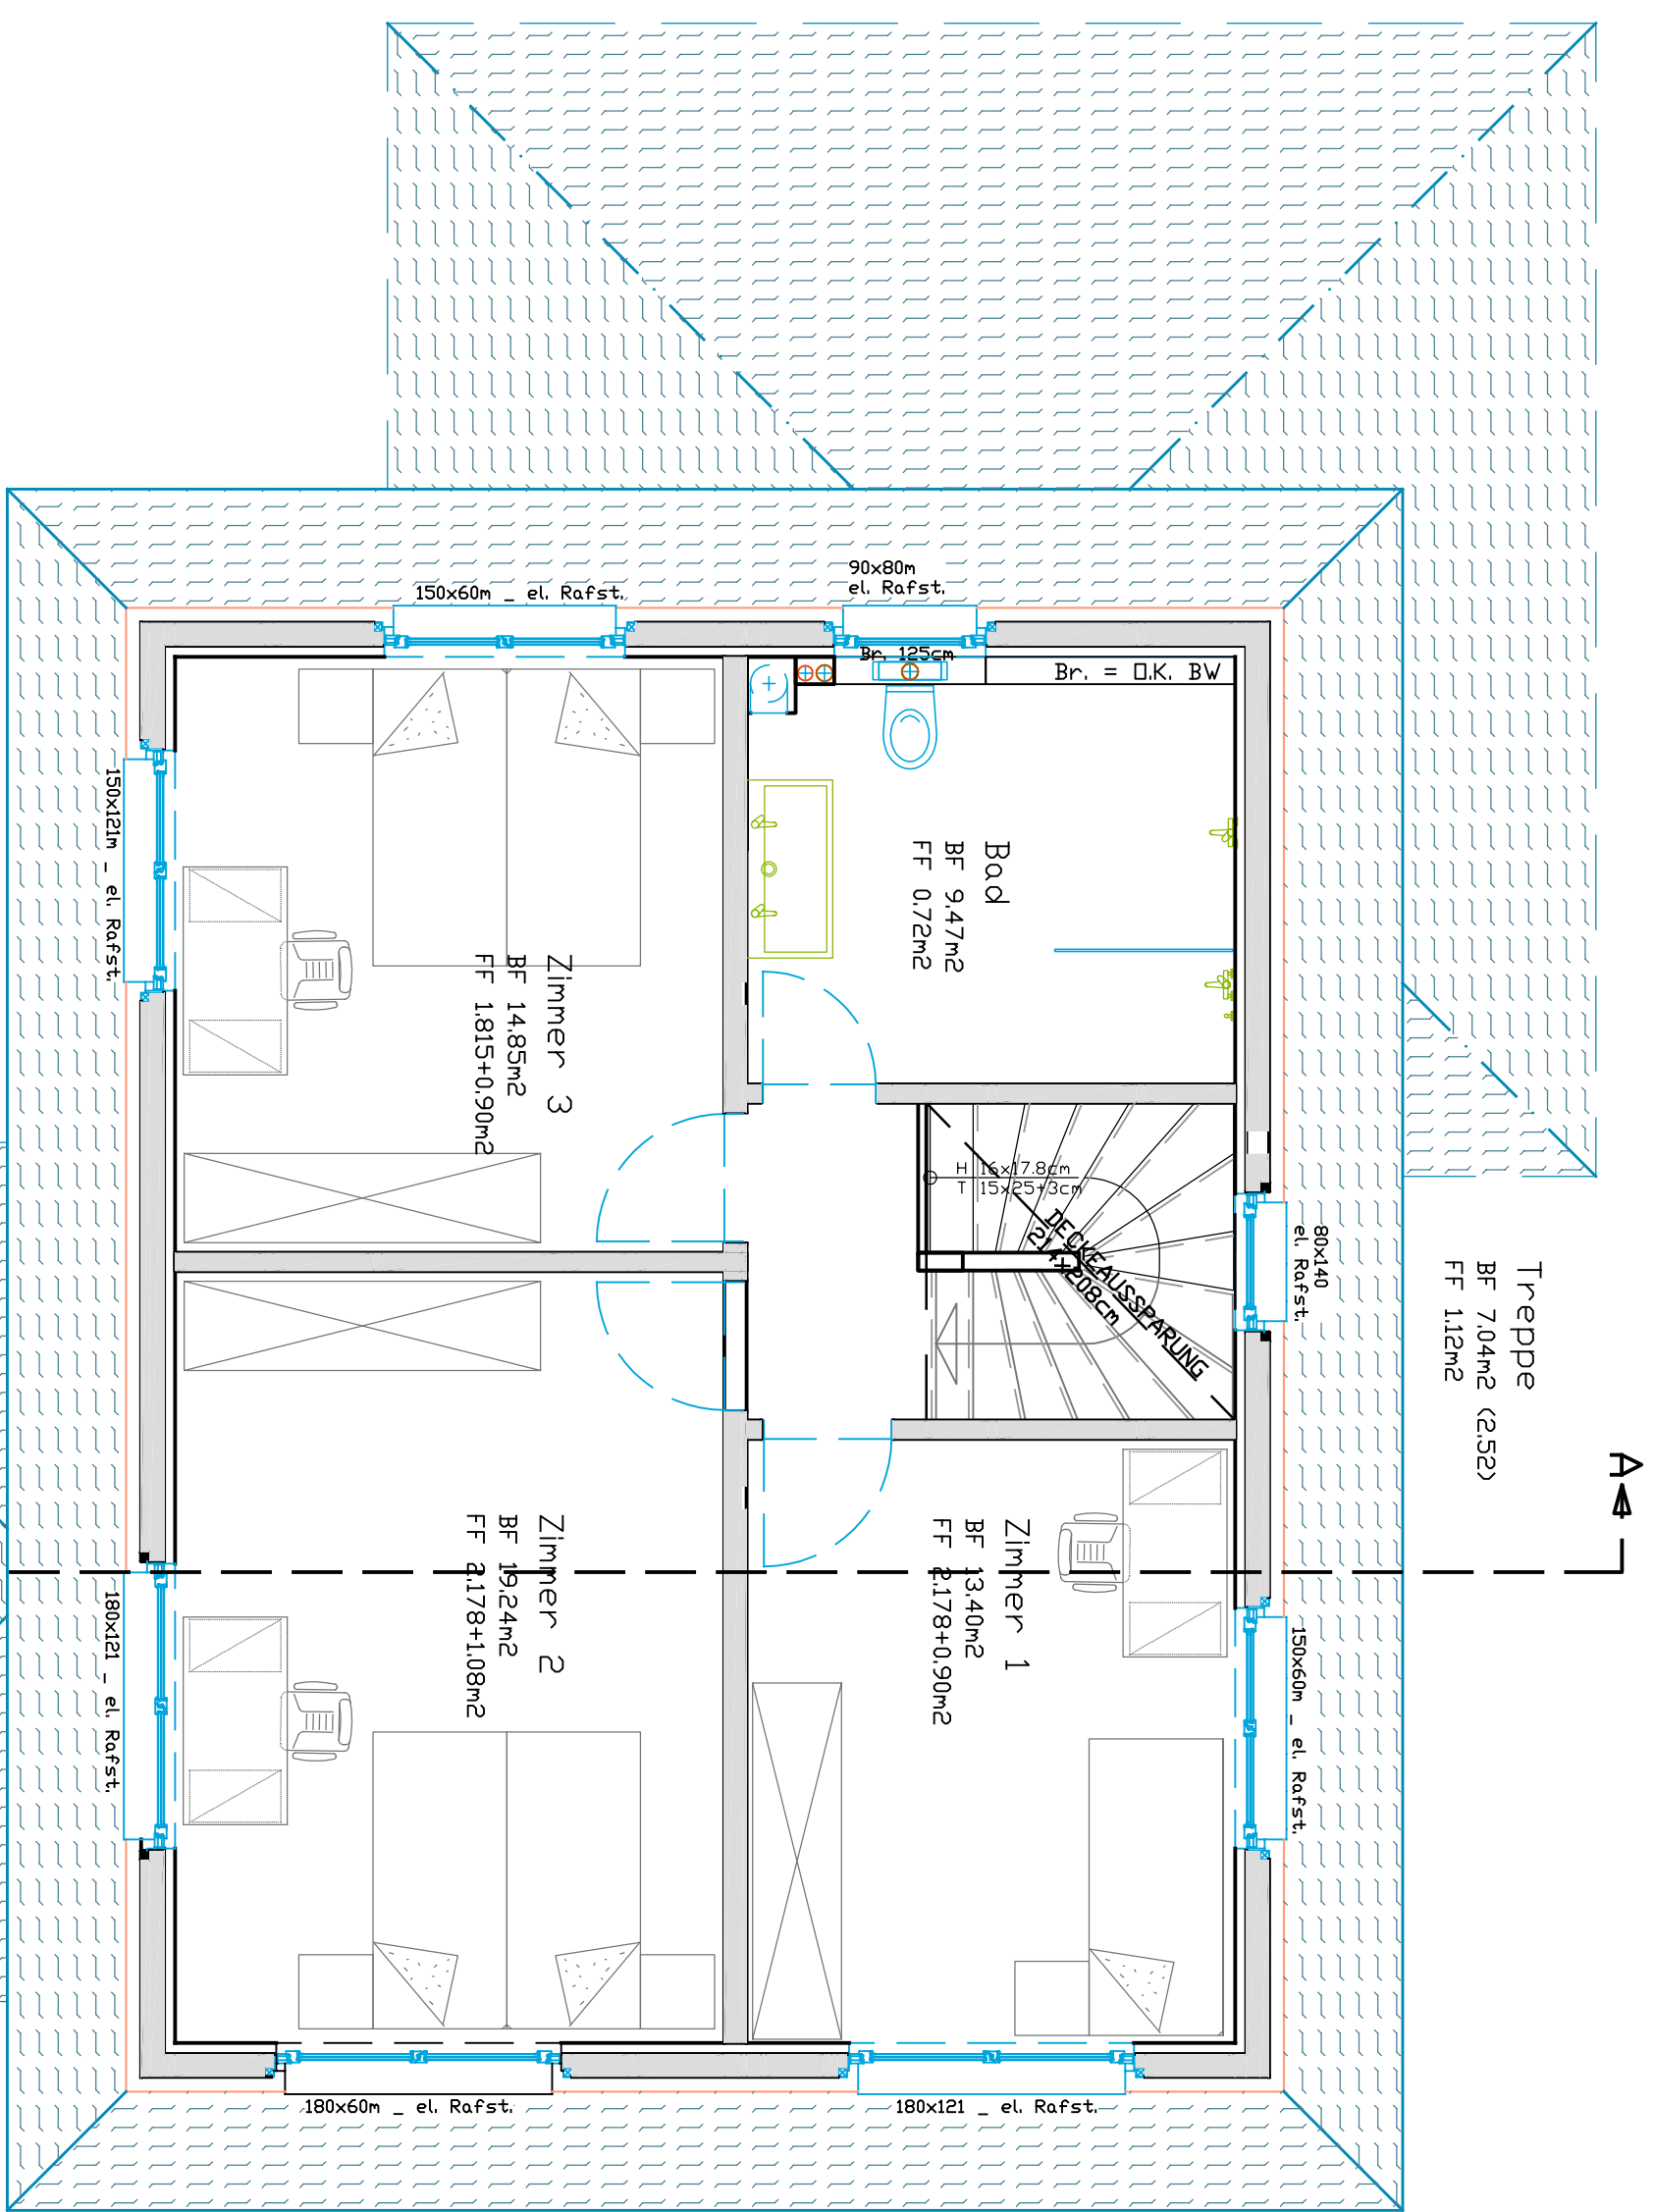 150x60m _ el. Rafst.
90x80m
el. Rafst.
Br. 125cm
Br. = O.K. BW
150x121m _ el. Rafst.
Bad
BF 9.47m2
FF 0.72m2
Zimmer 3
BF 14.85m2
FF 1.815+0.90m2
H 16x17.8cm
T 15x25+3cm
DECKEAUSSPARUNG
214+208cm
80x140
el. Rafst.
Treppe
BF 7.04m2 (2.52)
FF 1.12m2
A
Zimmer 1
BF 13.40m2
FF 2.178+0.90m2
Zimmer 2
BF 19.24m2
FF 2.178+1.08m2
180x121 _ el. Rafst.
150x60m _ el. Rafst.
180x60m _ el. Rafst.
180x121 _ el. Rafst.